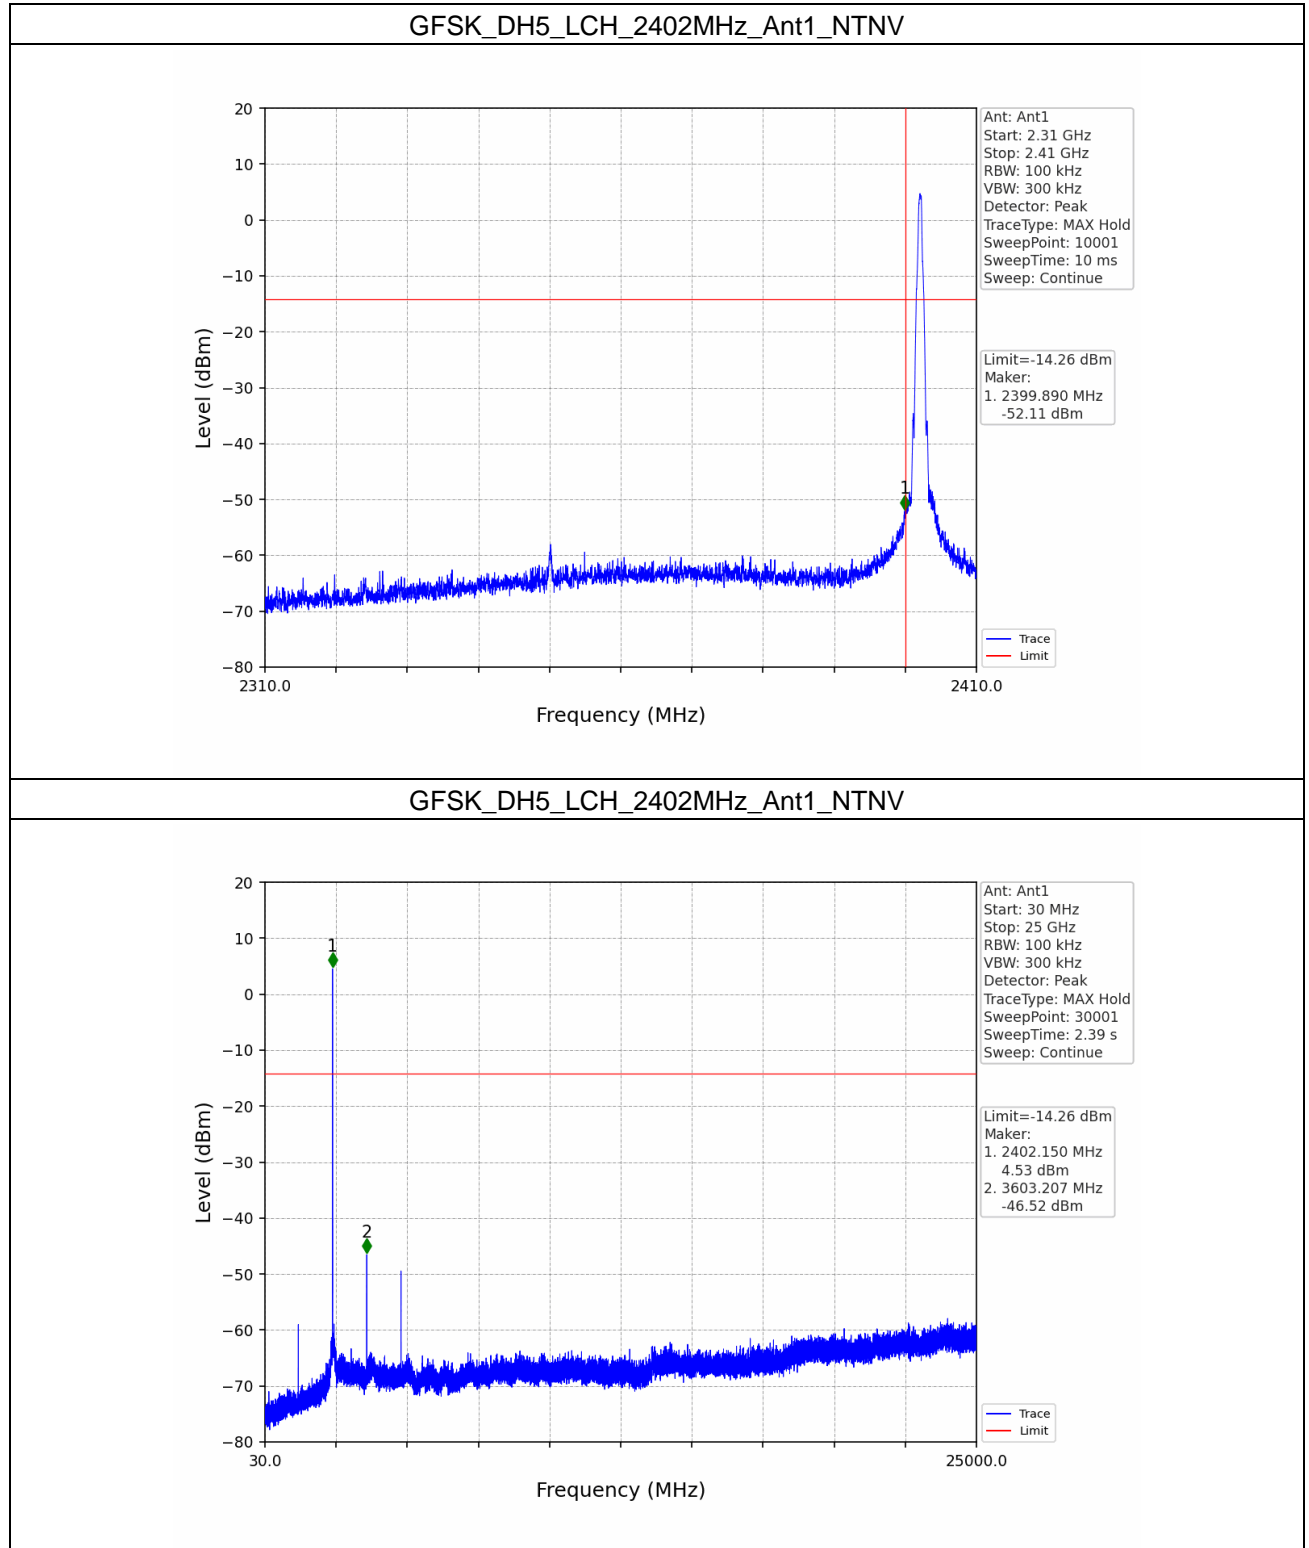 GFSK_DH5_LCH_2402MHz_Ant1_NTNV
20
10
0
−10
−20
−30
−40
−50
−60
−70
−80
Level (dBm)
1
2310.0
2410.0
Frequency (MHz)
Ant: Ant1
Start: 2.31 GHz
Stop: 2.41 GHz
RBW: 100 kHz
VBW: 300 kHz
Detector: Peak
TraceType: MAX Hold
SweepPoint: 10001
SweepTime: 10 ms
Sweep: Continue
Limit=-14.26 dBm
Maker:
1. 2399.890 MHz
-52.11 dBm
Trace
Limit
GFSK_DH5_LCH_2402MHz_Ant1_NTNV
20
10
0
−10
−20
−30
−40
−50
−60
−70
−80
Level (dBm)
1
2
30.0
25000.0
Frequency (MHz)
Ant: Ant1
Start: 30 MHz
Stop: 25 GHz
RBW: 100 kHz
VBW: 300 kHz
Detector: Peak
TraceType: MAX Hold
SweepPoint: 30001
SweepTime: 2.39 s
Sweep: Continue
Limit=-14.26 dBm
Maker:
1. 2402.150 MHz
4.53 dBm
2. 3603.207 MHz
-46.52 dBm
Trace
Limit